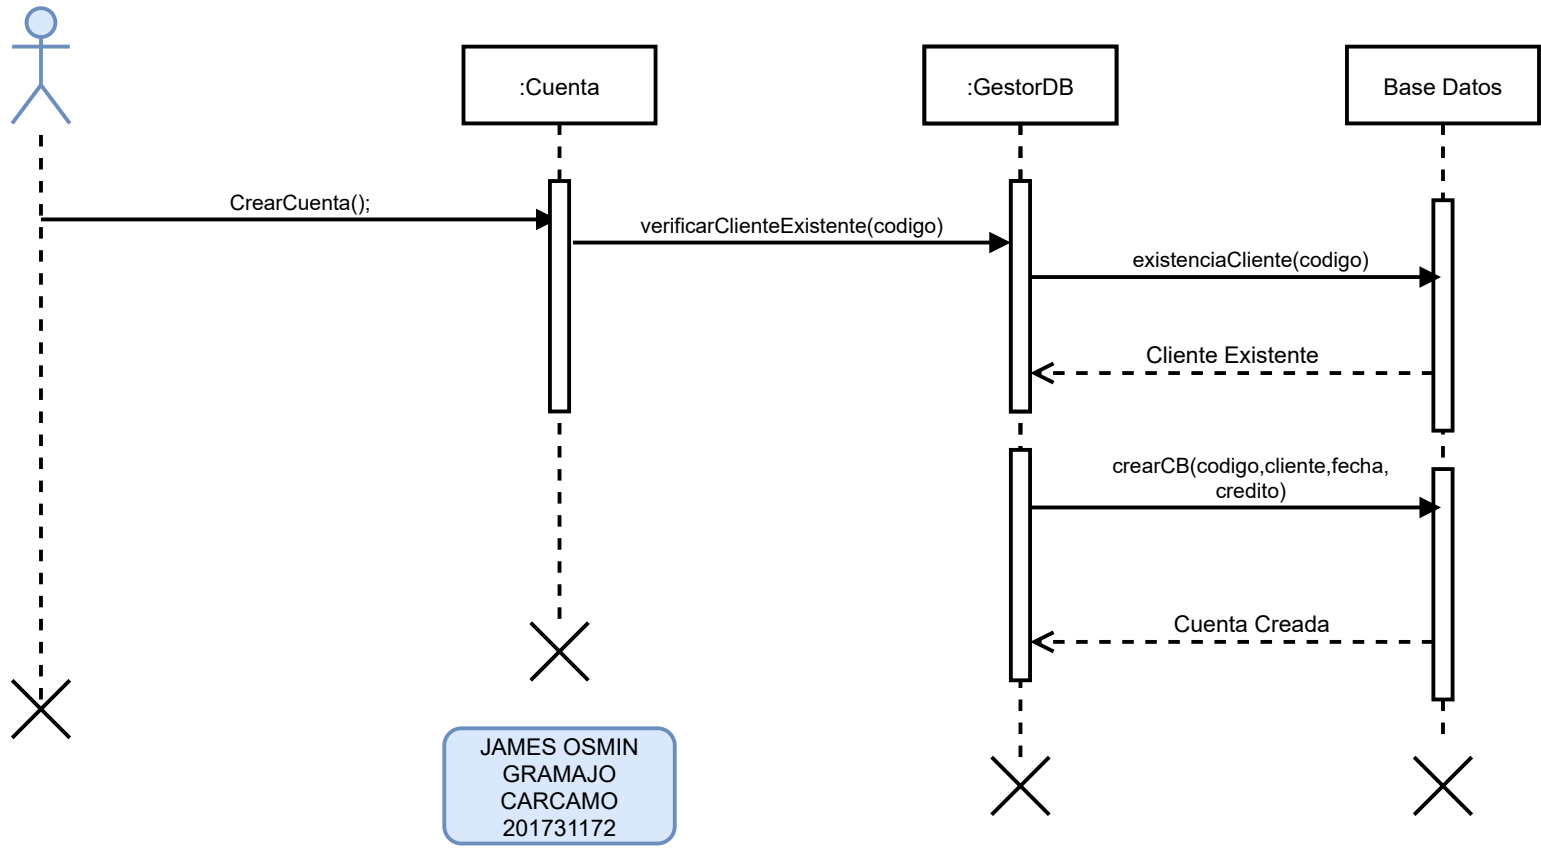 :Cuenta
:GestorDB
Base Datos
CrearCuenta();
verificarClienteExistente(codigo)
existenciaCliente(codigo)
Cliente Existente
crearCB(codigo,cliente,fecha,
credito)
Cuenta Creada
JAMES OSMIN
GRAMAJO
CARCAMO
201731172